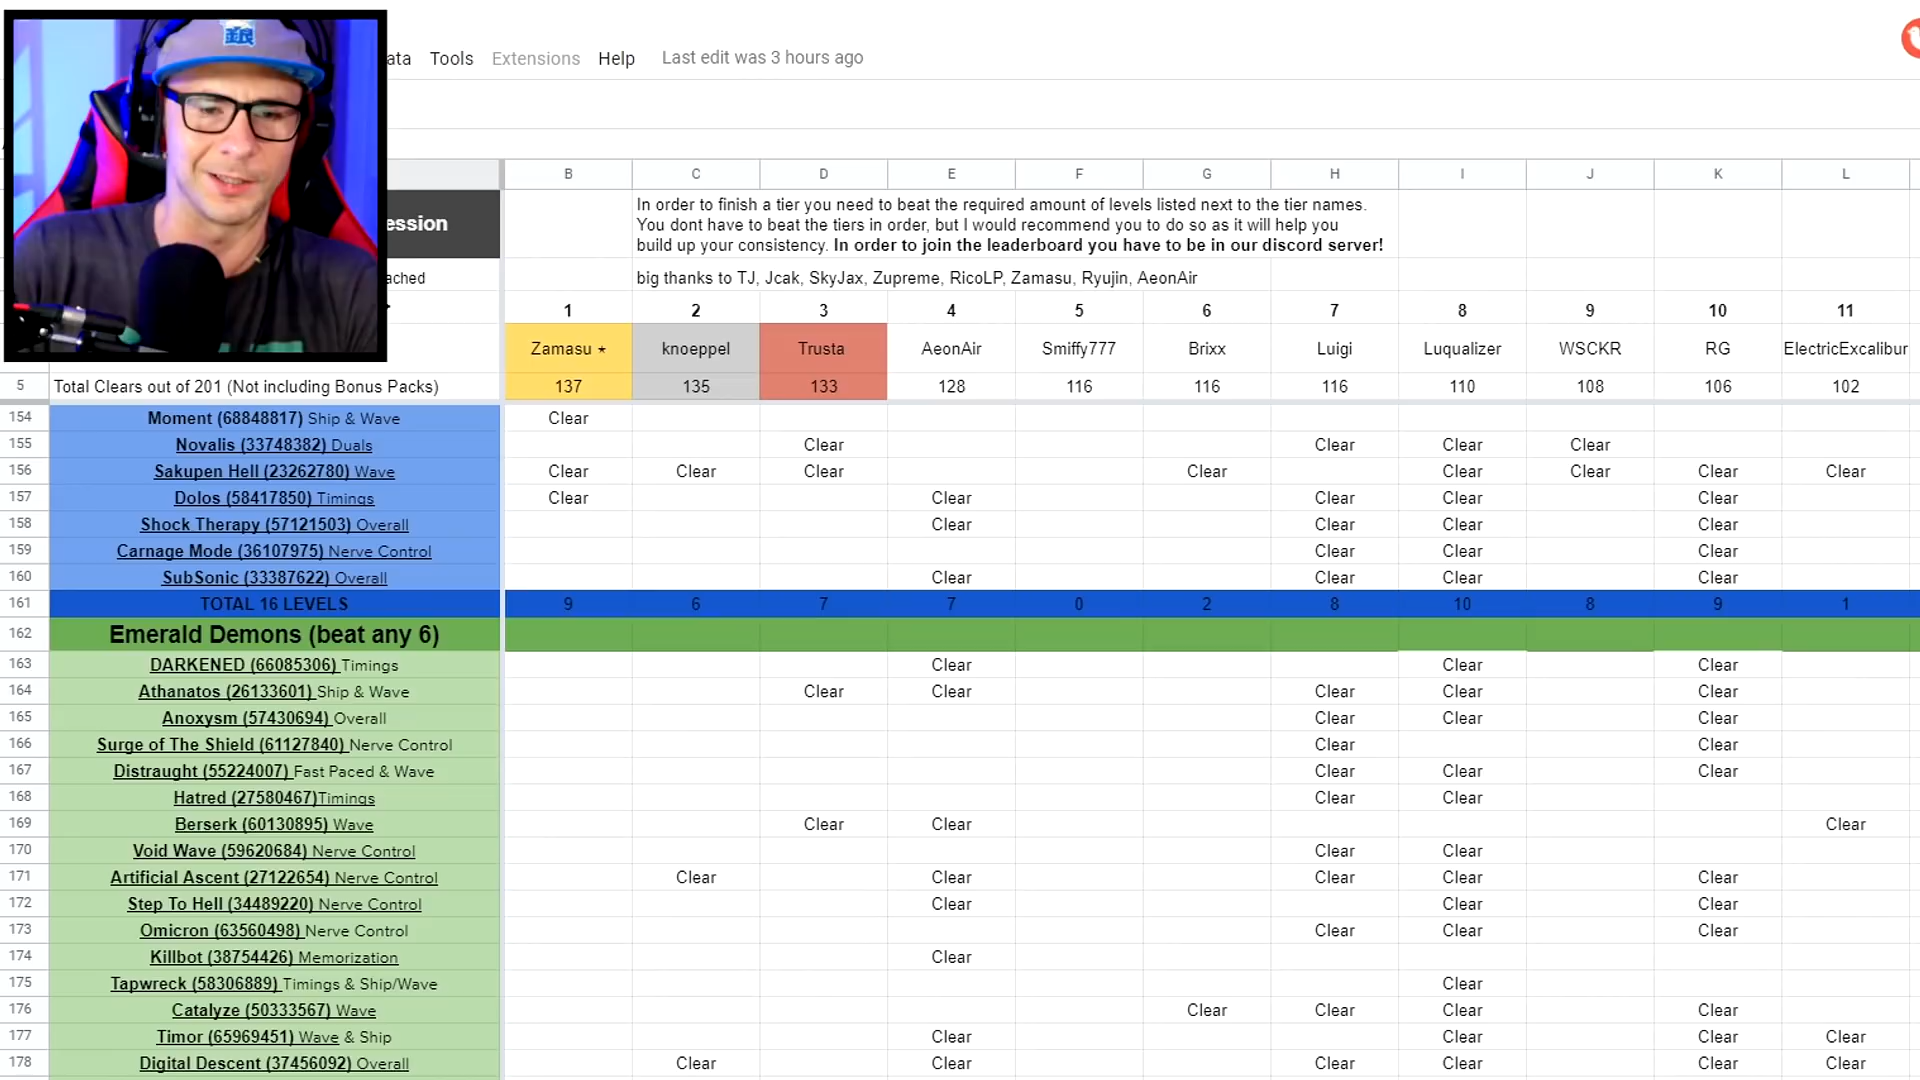 ata Tools Extensions Help Last edit was 3 hours ago
B C D E F G H I J K L
ession
In order to finish a tier you need to beat the required amount of levels listed next to the tier names.
You dont have to beat the tiers in order, but I would recommend you to do so as it will help you
build up your consistency. In order to join the leaderboard you have to be in our discord server!
ached big thanks to TJ, Jcak, SkyJax, Zupreme, RicoLP, Zamasu, Ryujin, AeonAir
1 2 3 4 5 6 7 8 9 10 11
Zamasu ⋆ knoeppel Trusta AeonAir Smiffy777 Brixx Luigi Luqualizer WSCKR RG ElectricExcalibur
5 Total Clears out of 201 (Not including Bonus Packs) 137 135 133 128 116 116 116 110 108 106 102
154 Moment (68848817) Ship & Wave Clear
155 Novalis (33748382) Duals Clear Clear Clear Clear
156 Sakupen Hell (23262780) Wave Clear Clear Clear Clear Clear Clear Clear Clear
157 Dolos (58417850) Timings Clear Clear Clear Clear Clear
158 Shock Therapy (57121503) Overall Clear Clear Clear Clear
159 Carnage Mode (36107975) Nerve Control Clear Clear Clear
160 SubSonic (33387622) Overall Clear Clear Clear Clear
161 TOTAL 16 LEVELS 9 6 7 7 0 2 8 10 8 9 1
162 Emerald Demons (beat any 6)
163 DARKENED (66085306) Timings Clear Clear Clear
164 Athanatos (26133601) Ship & Wave Clear Clear Clear Clear Clear
165 Anoxysm (57430694) Overall Clear Clear Clear
166 Surge of The Shield (61127840) Nerve Control Clear Clear
167 Distraught (55224007) Fast Paced & Wave Clear Clear Clear
168 Hatred (27580467)Timings Clear Clear
169 Berserk (60130895) Wave Clear Clear Clear
170 Void Wave (59620684) Nerve Control Clear Clear
171 Artificial Ascent (27122654) Nerve Control Clear Clear Clear Clear Clear
172 Step To Hell (34489220) Nerve Control Clear Clear Clear
173 Omicron (63560498) Nerve Control Clear Clear Clear
174 Killbot (38754426) Memorization Clear
175 Tapwreck (58306889) Timings & Ship/Wave Clear
176 Catalyze (50333567) Wave Clear Clear Clear Clear
177 Timor (65969451) Wave & Ship Clear Clear Clear Clear
178 Digital Descent (37456092) Overall Clear Clear Clear Clear Clear Clear